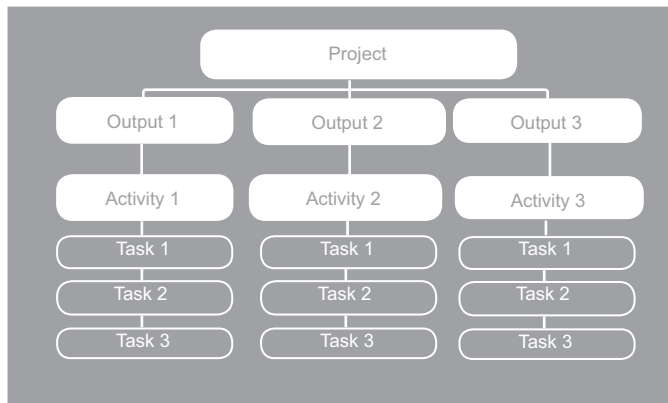 Project
Output 1
Output 2
Output 3
Activity 1
Activity 2
Activity 3
Task 1
Task 1
Task 1
Task 2
Task 2
Task 2
Task 3
Task 3
Task 3